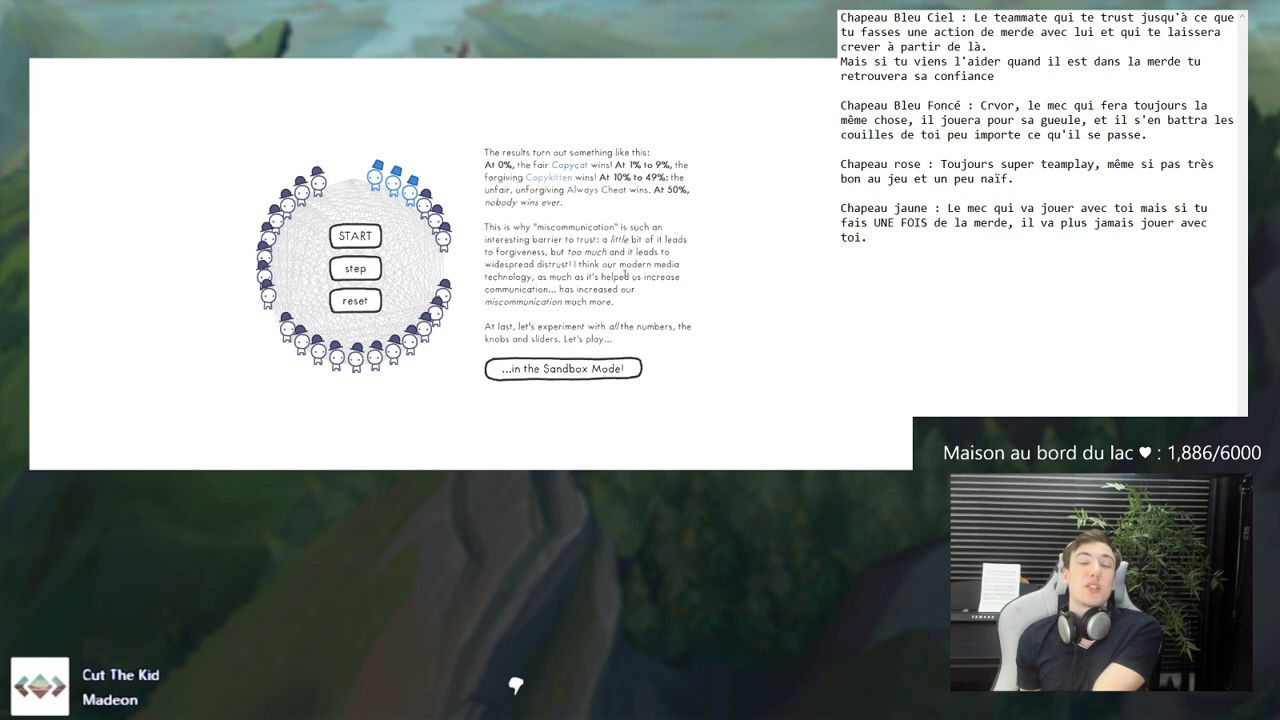 Chapeau Bleu Ciel : Le teammate qui te trust jusqu'à ce que
tu fasses une action de merde avec lui et qui te laissera
crever à partir de là.
Mais si tu viens l'aider quand il est dans la merde tu
retrouvera sa confiance
Chapeau Bleu Foncé : Crvor, le mec qui fera toujours la
même chose, il jouera pour sa gueule, et il s'en battra les
couilles de toi peu importe ce qu'il se passe.
Chapeau rose : Toujours super teamplay, même si pas très
bon au jeu et un peu naïf.
Chapeau jaune : Le mec qui va jouer avec toi mais si tu
fais UNE FOIS de la merde, il va plus jamais jouer avec
toi.
START
step
reset
The results turn out something like this:
At 0%, the fair Copycat wins! At 1% to 9%, the
forgiving Copykitten wins! At 10% to 49%: the
unfair, unforgiving Always Cheat wins. At 50%,
nobody wins ever.
This is why "miscommunication" is such an
interesting barrier to trust: a little bit of it leads
to forgiveness, but too much and it leads to
widespread distrust! I think our modern media
technology, as much as it's helped us increase
communication... has increased our
miscommunication much more.
At last, let's experiment with all the numbers, the
knobs and sliders. Let's play...
...in the Sandbox Mode!
Maison au bord du lac ♥ : 1,886/6000
YAMAHA
Cut The Kid
Madeon